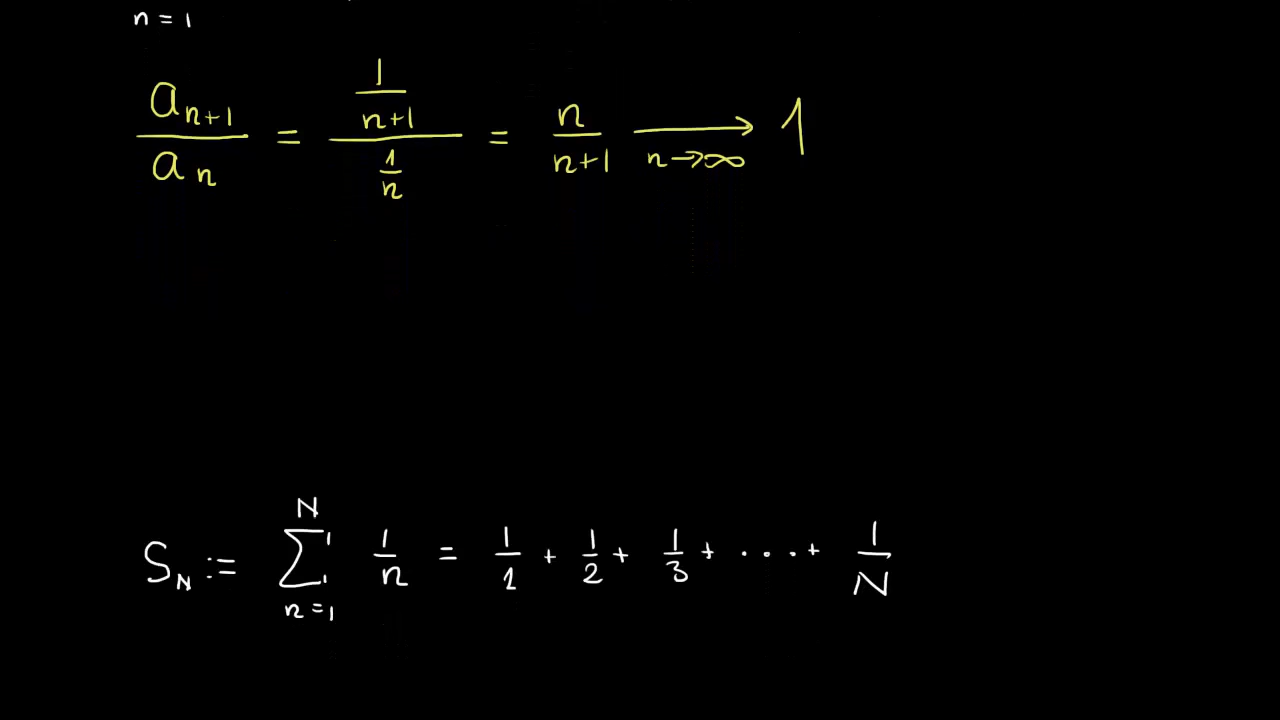 n = 1
a_{n+1} / a_n = (1/(n+1)) / (1/n) = n/(n+1) ⟶_{n→∞} 1
S_N := ∑_{n=1}^{N} 1/n = 1/1 + 1/2 + 1/3 + ... + 1/N